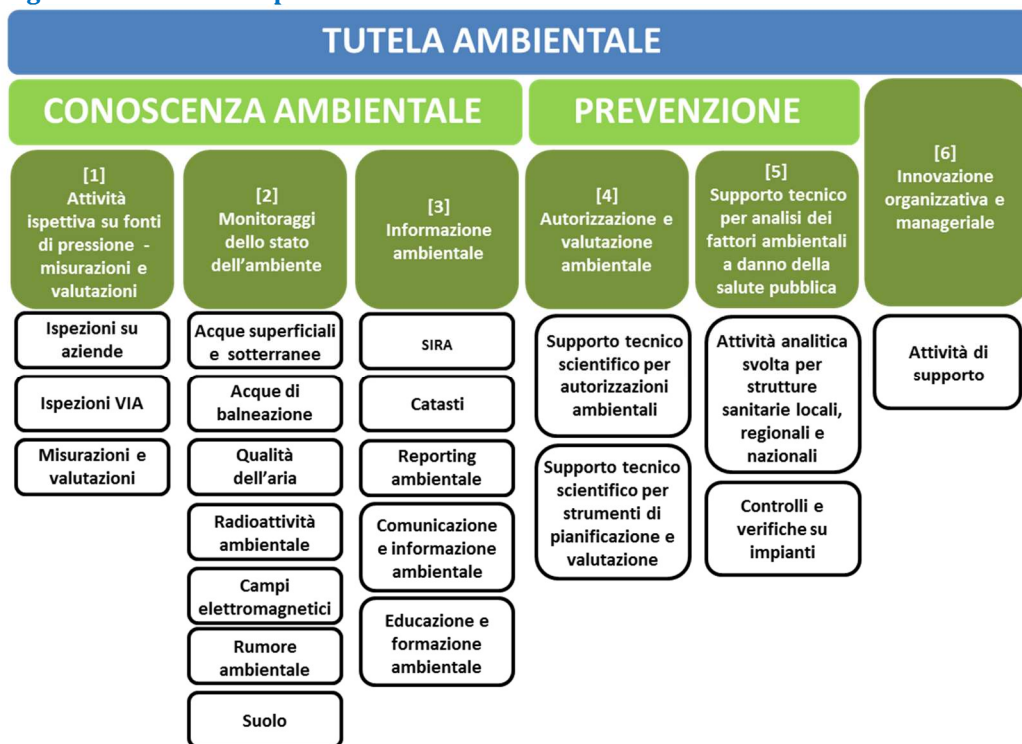 TUTELA AMBIENTALE
CONOSCENZA AMBIENTALE
PREVENZIONE
[1]
Attività
ispettiva su fonti
di pressione -
misurazioni e
valutazioni
[2]
Monitoraggi
dello stato
dell'ambiente
[3]
Informazione
ambientale
[4]
Autorizzazione e
valutazione
ambientale
[5]
Supporto tecnico
per analisi dei
fattori ambientali
a danno della
salute pubblica
[6]
Innovazione
organizzativa e
manageriale
Ispezioni su
aziende
Ispezioni VIA
Misurazioni e
valutazioni
Acque superficiali
e sotterranee
Acque di
balneazione
Qualità
dell'aria
Radioattività
ambientale
Campi
elettromagnetici
Rumore
ambientale
Suolo
SIRA
Catasti
Reporting
ambientale
Comunicazione
e informazione
ambientale
Educazione e
formazione
ambientale
Supporto tecnico
scientifico per
autorizzazioni
ambientali
Supporto tecnico
scientifico per
strumenti di
pianificazione e
valutazione
Attività analitica
svolta per
strutture
sanitarie locali,
regionali e
nazionali
Controlli e
verifiche su
impianti
Attività di
supporto